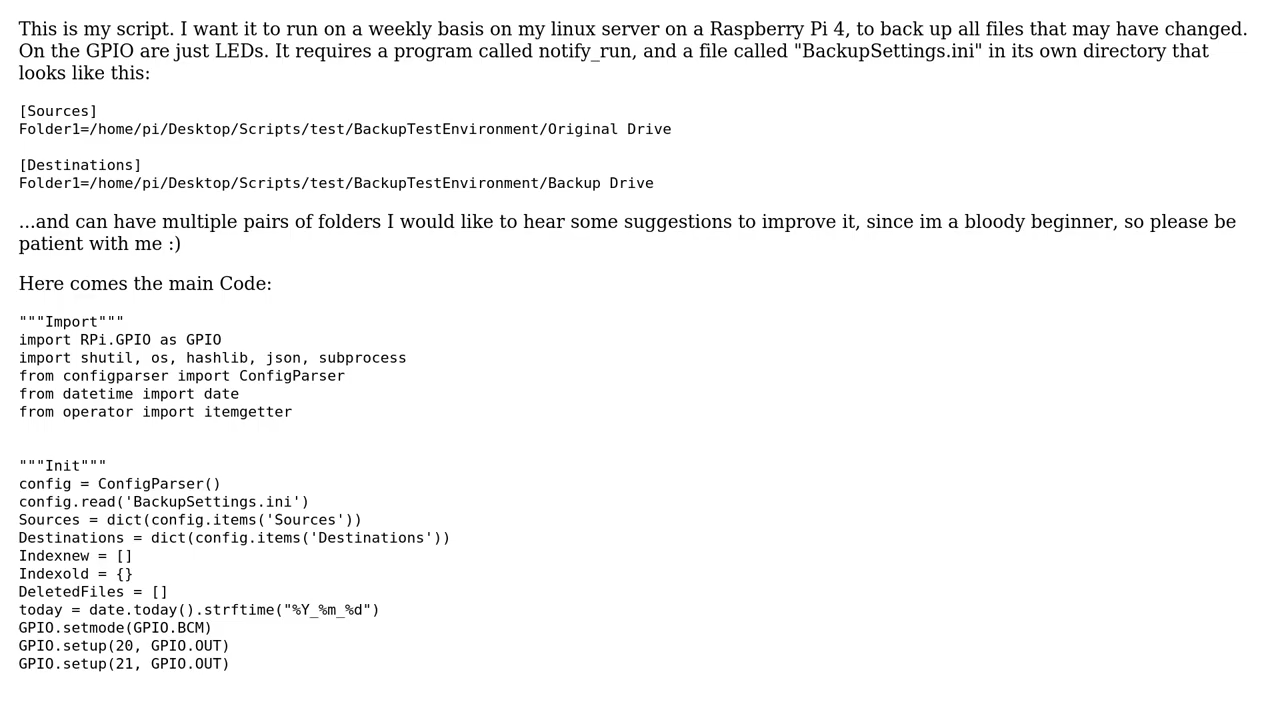 This is my script. I want it to run on a weekly basis on my linux server on a Raspberry Pi 4, to back up all files that may have changed.
On the GPIO are just LEDs. It requires a program called notify_run, and a file called "BackupSettings.ini" in its own directory that
looks like this:
[Sources]
Folder1=/home/pi/Desktop/Scripts/test/BackupTestEnvironment/Original Drive
[Destinations]
Folder1=/home/pi/Desktop/Scripts/test/BackupTestEnvironment/Backup Drive
...and can have multiple pairs of folders I would like to hear some suggestions to improve it, since im a bloody beginner, so please be
patient with me :)
Here comes the main Code:
"""Import"""
import RPi.GPIO as GPIO
import shutil, os, hashlib, json, subprocess
from configparser import ConfigParser
from datetime import date
from operator import itemgetter
"""Init"""
config = ConfigParser()
config.read('BackupSettings.ini')
Sources = dict(config.items('Sources'))
Destinations = dict(config.items('Destinations'))
Indexnew = []
Indexold = {}
DeletedFiles = []
today = date.today().strftime("%Y_%m_%d")
GPIO.setmode(GPIO.BCM)
GPIO.setup(20, GPIO.OUT)
GPIO.setup(21, GPIO.OUT)